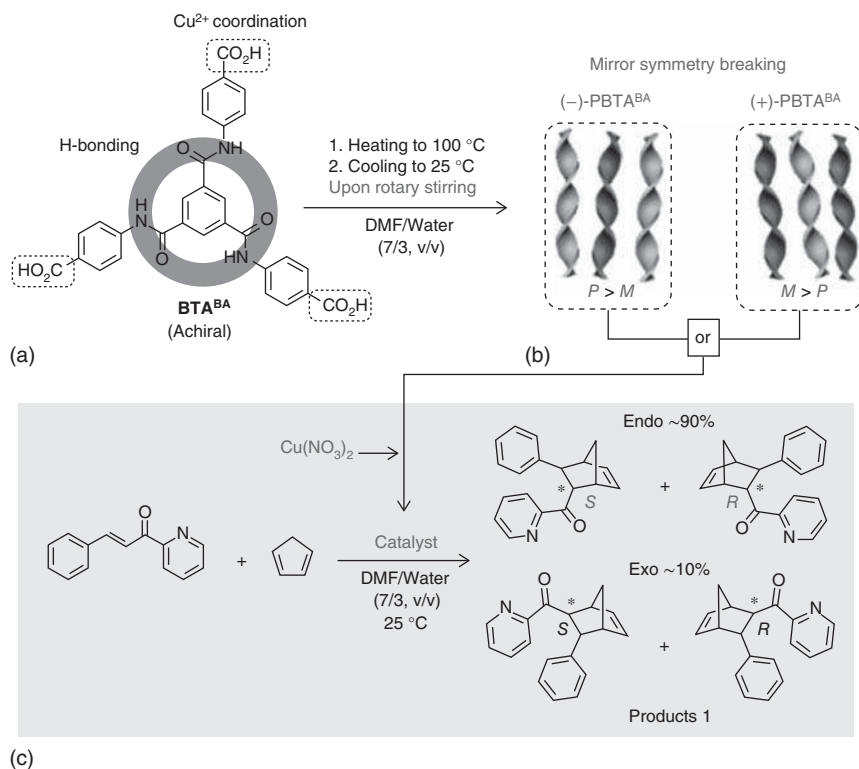 Cu²⁺ coordination
CO₂H
H-bonding
O
NH
H
N
O
O
HN
HO₂C
CO₂H
BTAᴮᴬ
(Achiral)
(a)
1. Heating to 100 °C
2. Cooling to 25 °C
Upon rotary stirring
DMF/Water
(7/3, v/v)
Mirror symmetry breaking
(−)-PBTAᴮᴬ
(+)-PBTAᴮᴬ
P > M
M > P
or
(b)
Cu(NO₃)₂
O
N
+
Catalyst
DMF/Water
(7/3, v/v)
25 °C
Endo ~90%
*
S
N
O
+
*
R
O
N
Exo ~10%
O
*
N
S
+
O
*
N
R
Products 1
(c)